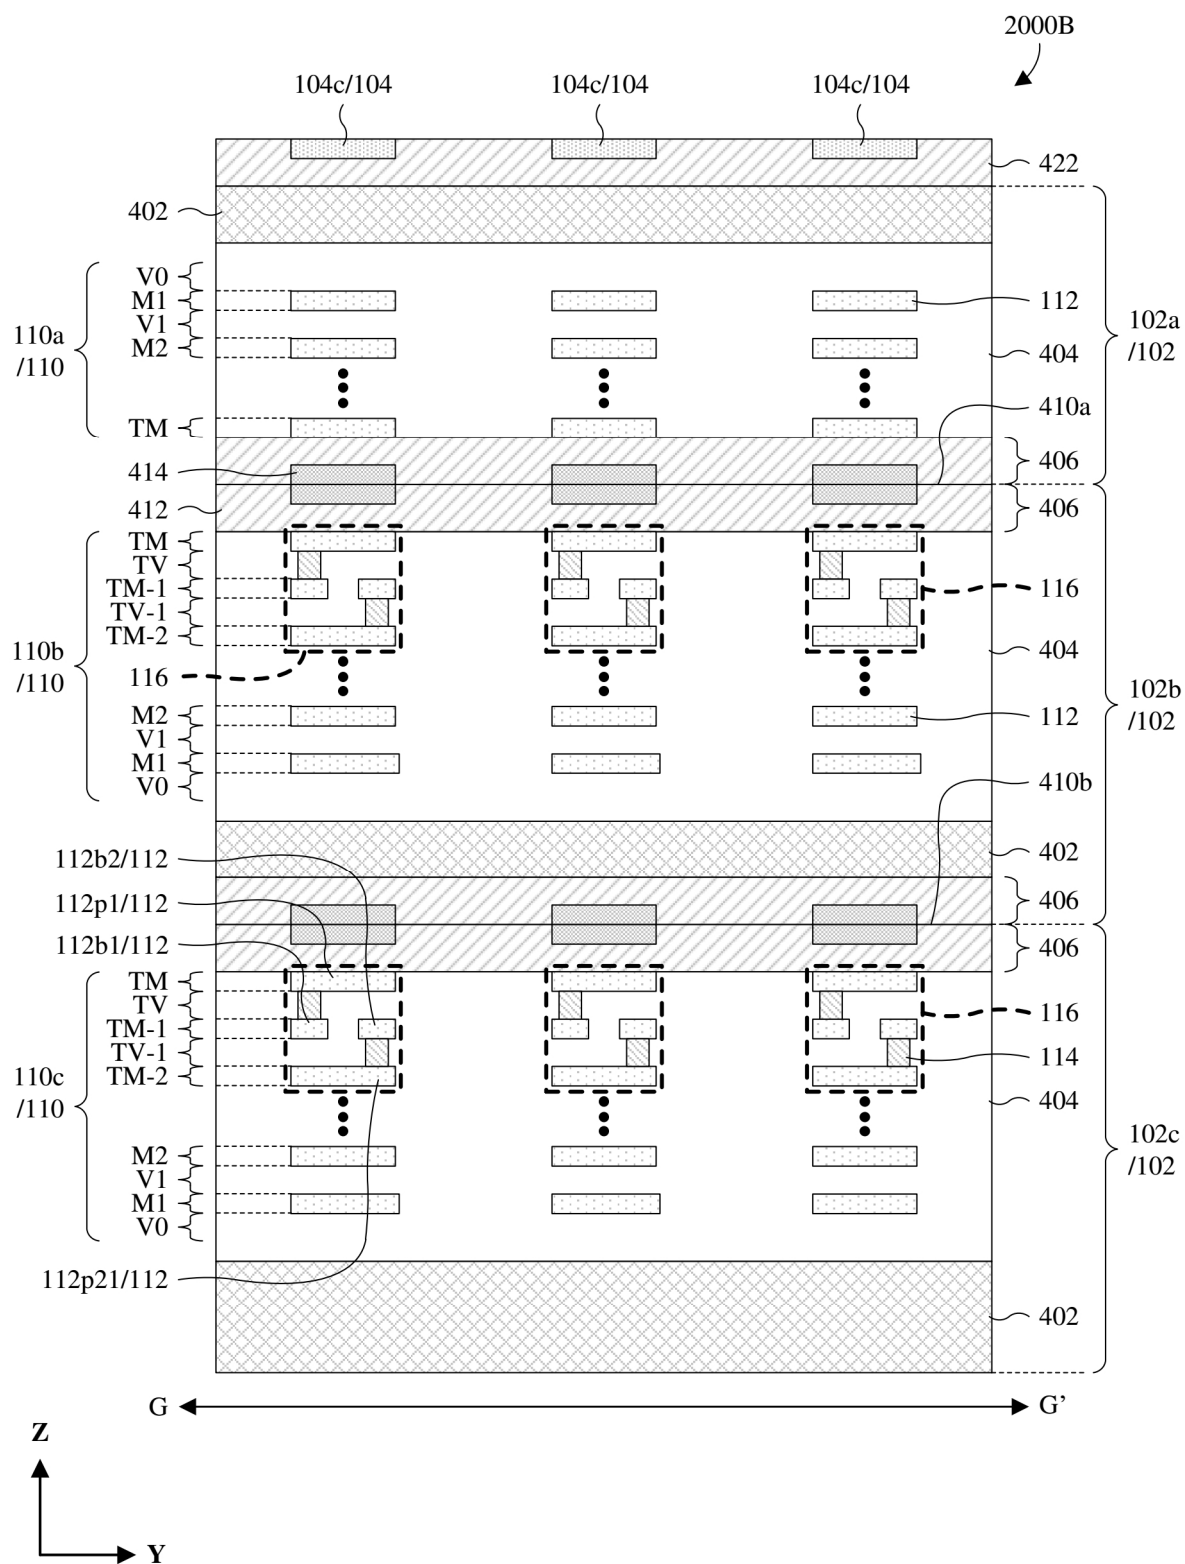 2000B
104c/104 104c/104 104c/104
422
402
V0
M1 112
V1 102a
110a /102
/110
M2 404
410a
TM
406
414
412 406
TM
TV
TM-1 116
TV-1
TM-2
110b 404
/110
116 102b
/102
M2 112
V1
M1
410b
V0
112b2/112 402
112p1/112 406
112b1/112 406
TM
TV
TM-1 116
TV-1 114
TM-2
110c 404
/110
102c
/102
M2
V1
M1
V0
112p21/112
402
G G’
Z
Y